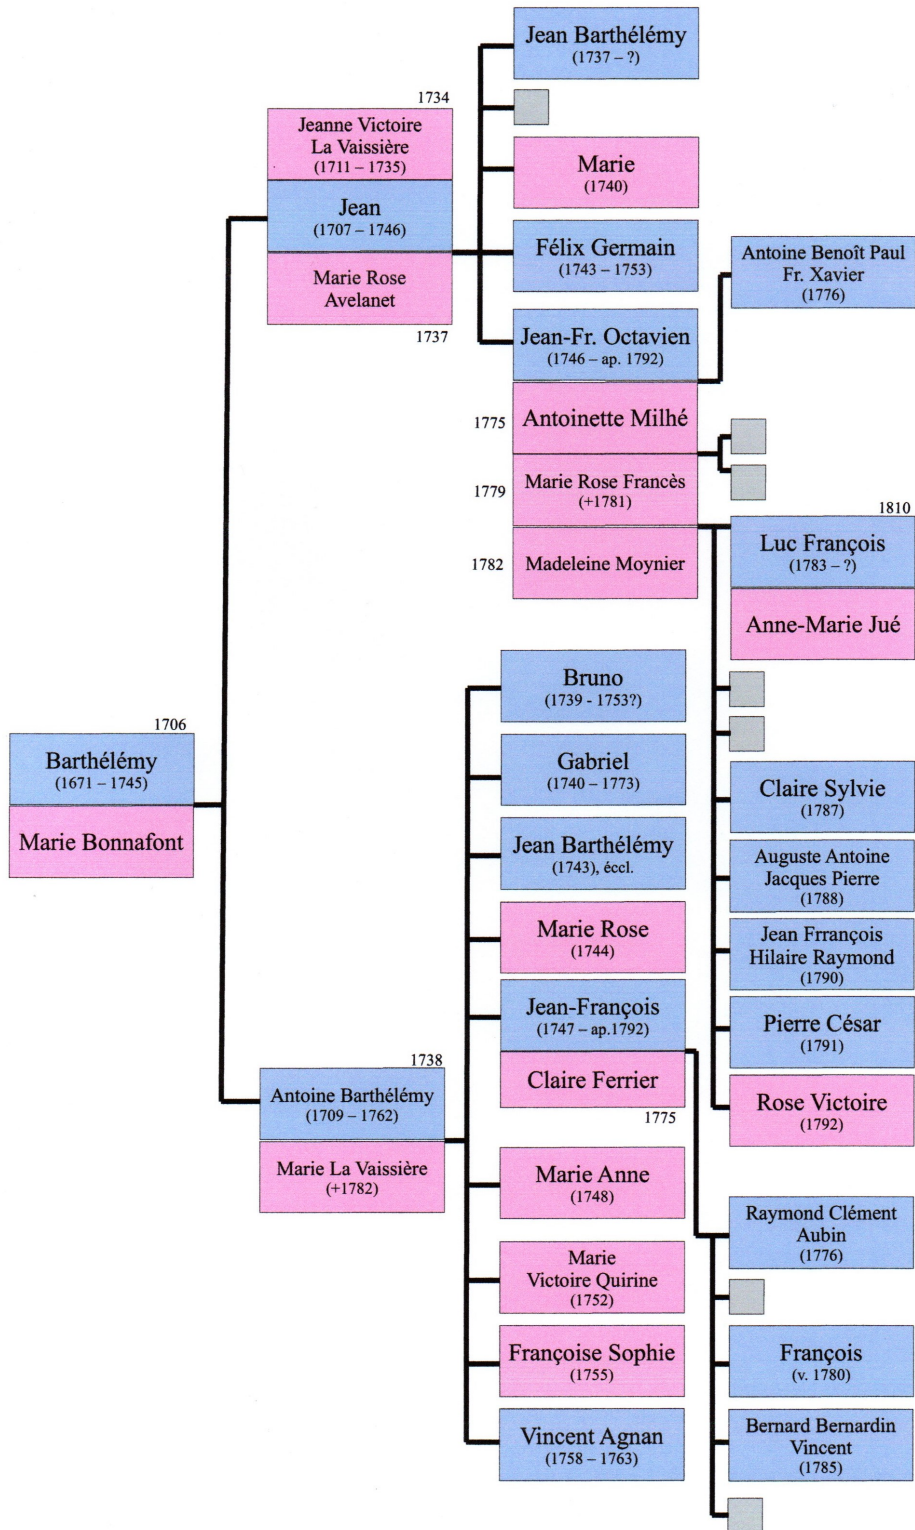 Jean Barthélémy
(1737 – ?)
1734
Jeanne Victoire
La Vaissière
(1711 – 1735)
Jean
(1707 – 1746)
Marie Rose
Avelanet
1737
Marie
(1740)
Félix Germain
(1743 – 1753)
Jean-Fr. Octavien
(1746 – ap. 1792)
1775
Antoinette Milhé
1779
Marie Rose Francès
(+1781)
1782
Madeleine Moynier
Antoine Benoît Paul
Fr. Xavier
(1776)
1810
Luc François
(1783 – ?)
Anne-Marie Jué
Claire Sylvie
(1787)
Auguste Antoine
Jacques Pierre
(1788)
Jean Frrançois
Hilaire Raymond
(1790)
Pierre César
(1791)
Rose Victoire
(1792)
1706
Barthélémy
(1671 – 1745)
Marie Bonnafont
1738
Antoine Barthélémy
(1709 – 1762)
Marie La Vaissière
(+1782)
Bruno
(1739 - 1753?)
Gabriel
(1740 – 1773)
Jean Barthélémy
(1743), éccl.
Marie Rose
(1744)
Jean-François
(1747 – ap.1792)
Claire Ferrier
1775
Marie Anne
(1748)
Marie
Victoire Quirine
(1752)
Françoise Sophie
(1755)
Vincent Agnan
(1758 – 1763)
Raymond Clément
Aubin
(1776)
François
(v. 1780)
Bernard Bernardin
Vincent
(1785)